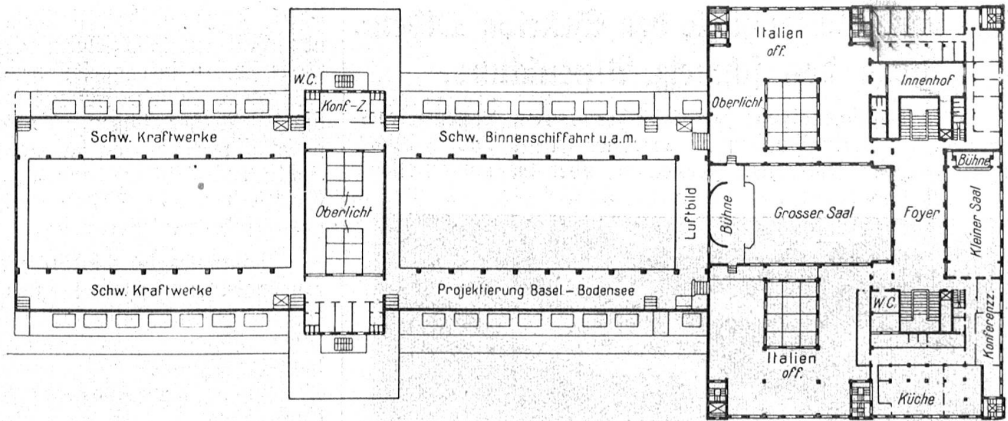 Italien
off.
W.C.
Konf.-Z.
Oberlicht
Innenhof
Schw. Kraftwerke
Schw. Binnenschiffahrt u.a.m.
Bühne
Luftbild
Bühne
Grosser Saal
Foyer
Kleiner Saal
Oberlicht
Schw. Kraftwerke
Projektierung Basel – Bodensee
W.C.
Konferenzz.
Italien
off.
Küche